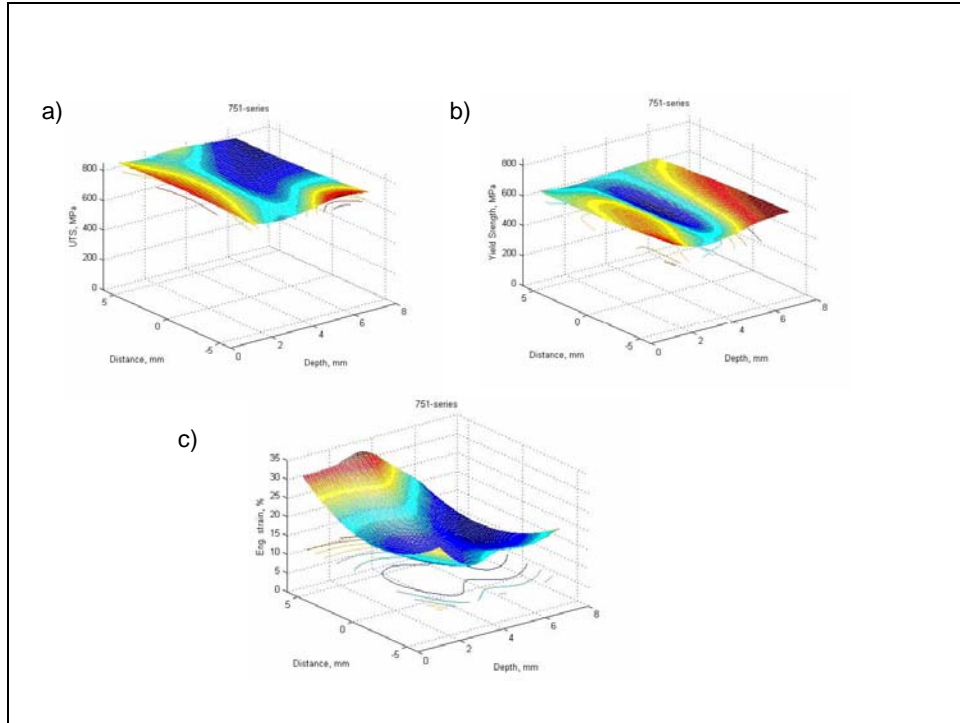 a)
751-series
UTS, MPa
800
600
400
200
0
5
0
-5
0
2
4
6
8
Distance, mm
Depth, mm
b)
751-series
Yield Strength, MPa
800
600
400
200
0
5
0
-5
0
2
4
6
8
Distance, mm
Depth, mm
c)
751-series
Eng. strain, %
35
30
25
20
15
10
5
0
5
0
-5
0
2
4
6
8
Distance, mm
Depth, mm